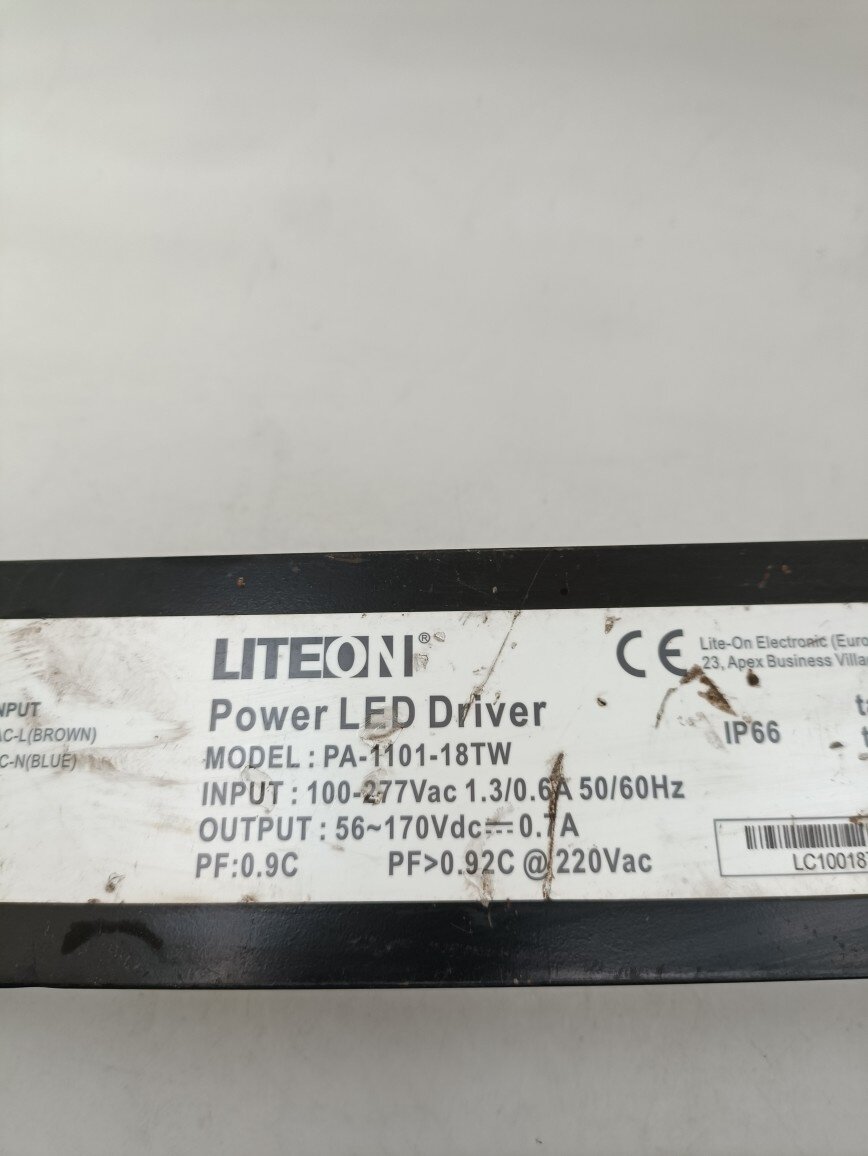 LITEON®
Power LED Driver
MODEL : PA-1101-18TW
INPUT : 100-277Vac 1.3/0.6A 50/60Hz
OUTPUT : 56~170Vdc⎓0.7A
PF:0.9C PF>0.92C @220Vac
NPUT
AC-L(BROWN)
C-N(BLUE)
CE
Lite-On Electronic (Euro
23, Apex Business Villa
IP66
LC10018